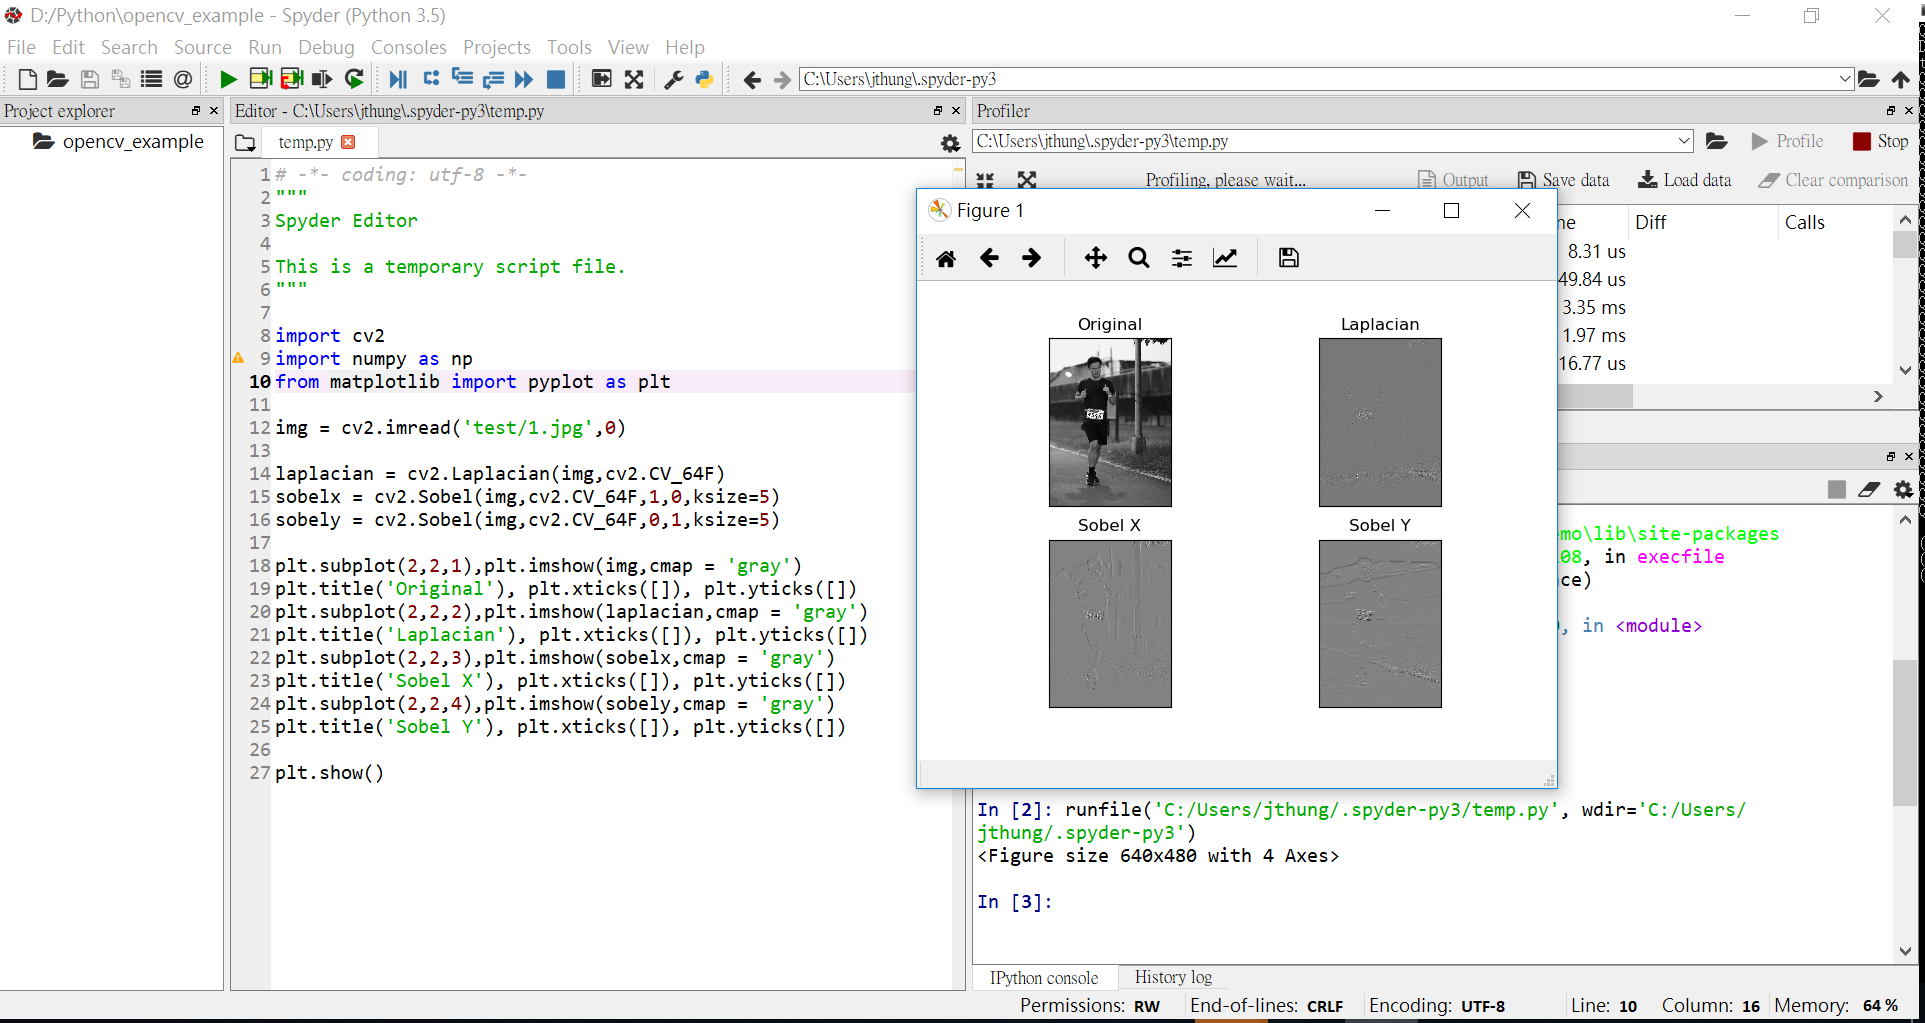 D:/Python\opencv_example - Spyder (Python 3.5)
File Edit Search Source Run Debug Consoles Projects Tools View Help
C:\Users\jthung\.spyder-py3
Project explorer
opencv_example
Editor - C:\Users\jthung\.spyder-py3\temp.py
temp.py
1 # -*- coding: utf-8 -*-
2 """
3 Spyder Editor
4
5 This is a temporary script file.
6 """
7
8 import cv2
9 import numpy as np
10 from matplotlib import pyplot as plt
11
12 img = cv2.imread('test/1.jpg',0)
13
14 laplacian = cv2.Laplacian(img,cv2.CV_64F)
15 sobelx = cv2.Sobel(img,cv2.CV_64F,1,0,ksize=5)
16 sobely = cv2.Sobel(img,cv2.CV_64F,0,1,ksize=5)
17
18 plt.subplot(2,2,1),plt.imshow(img,cmap = 'gray')
19 plt.title('Original'), plt.xticks([]), plt.yticks([])
20 plt.subplot(2,2,2),plt.imshow(laplacian,cmap = 'gray')
21 plt.title('Laplacian'), plt.xticks([]), plt.yticks([])
22 plt.subplot(2,2,3),plt.imshow(sobelx,cmap = 'gray')
23 plt.title('Sobel X'), plt.xticks([]), plt.yticks([])
24 plt.subplot(2,2,4),plt.imshow(sobely,cmap = 'gray')
25 plt.title('Sobel Y'), plt.xticks([]), plt.yticks([])
26
27 plt.show()
Profiler
C:\Users\jthung\.spyder-py3\temp.py
Profile Stop
Profiling, please wait... Output Save data Load data Clear comparison
me Diff Calls
8.31 us
49.84 us
3.35 ms
1.97 ms
16.77 us
Figure 1
Original Laplacian
Sobel X Sobel Y
mo\lib\site-packages
08, in execfile
ce)
, in <module>
In [2]: runfile('C:/Users/jthung/.spyder-py3/temp.py', wdir='C:/Users/
jthung/.spyder-py3')
<Figure size 640x480 with 4 Axes>
In [3]:
IPython console History log
Permissions: RW End-of-lines: CRLF Encoding: UTF-8 Line: 10 Column: 16 Memory: 64 %